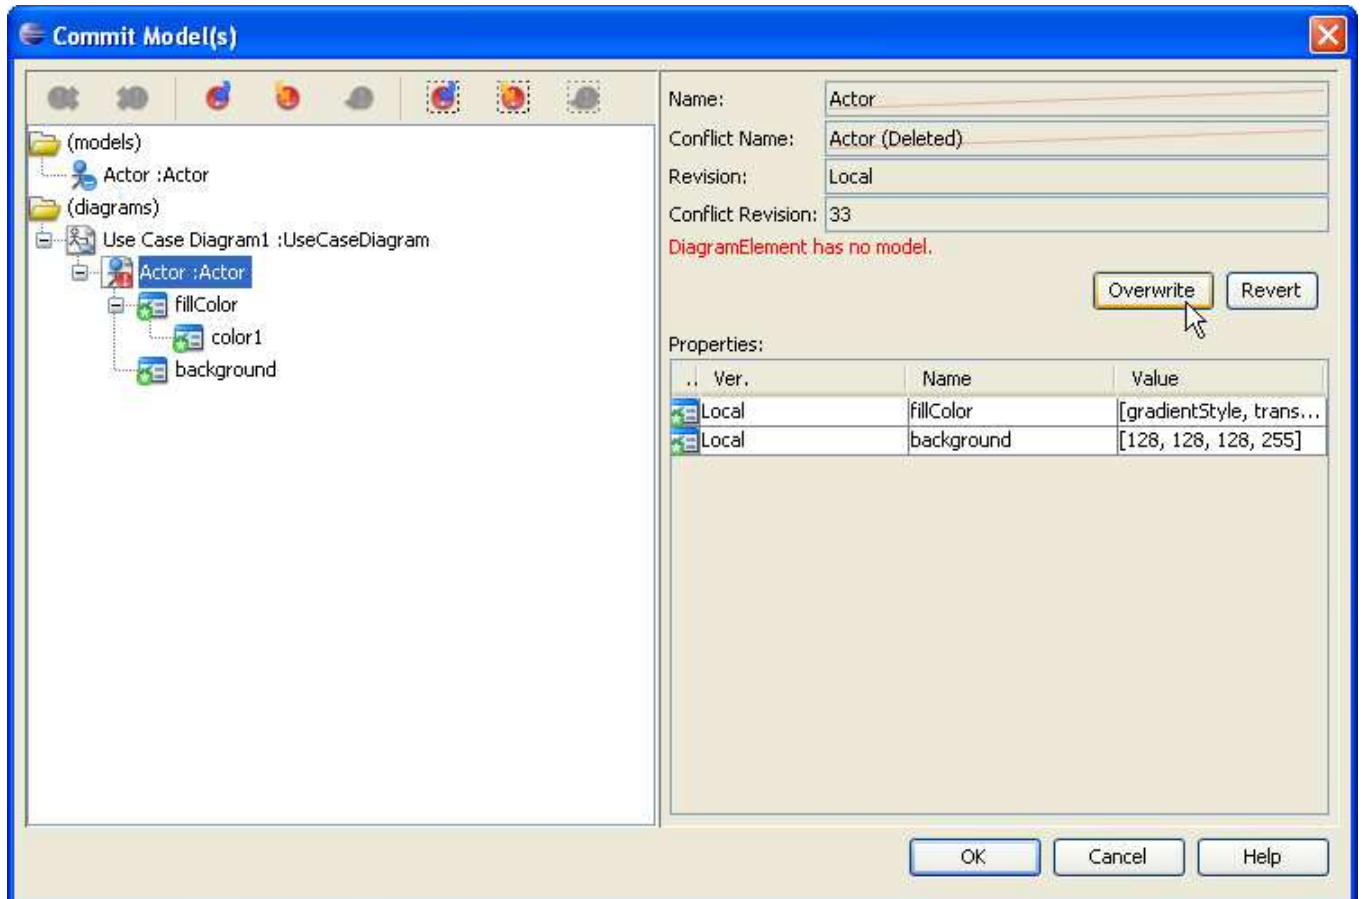 Commit Model(s)
(models)
Actor :Actor
(diagrams)
Use Case Diagram1 :UseCaseDiagram
Actor :Actor
fillColor
color1
background
Name: Actor
Conflict Name: Actor (Deleted)
Revision: Local
Conflict Revision: 33
DiagramElement has no model.
Overwrite Revert
Properties:
.. Ver. Name Value
Local fillColor [gradientStyle, trans...
Local background [128, 128, 128, 255]
OK Cancel Help